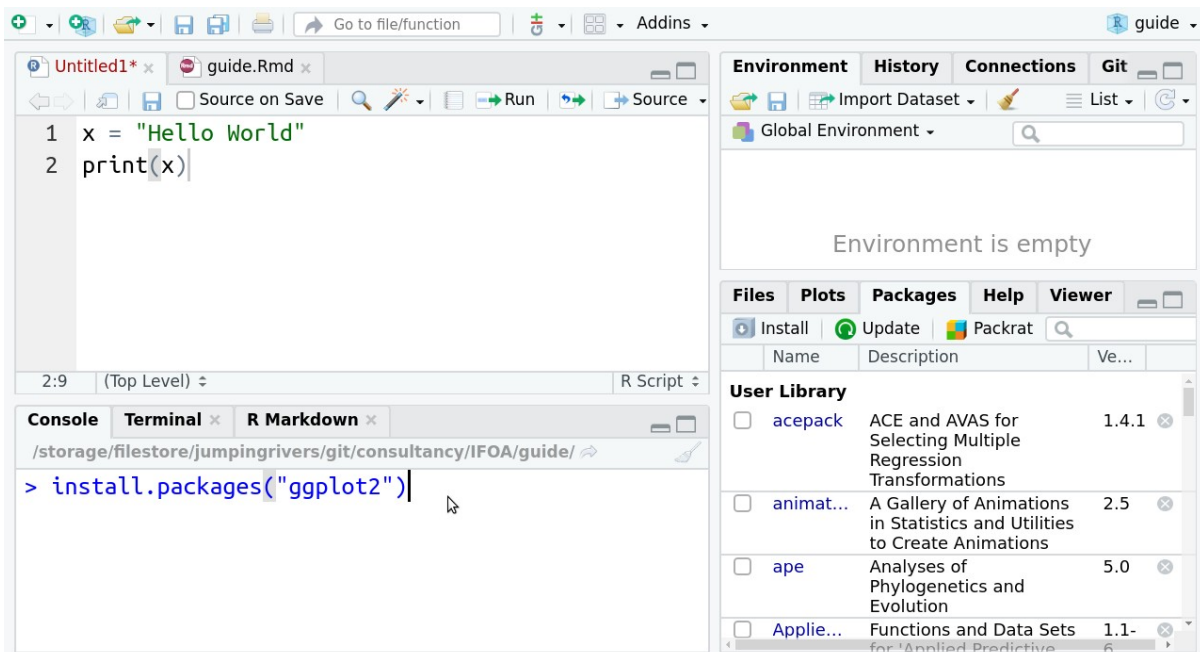 Go to file/function Addins guide
Untitled1* guide.Rmd
Source on Save Run Source
1 x = "Hello World"
2 print(x)
2:9 (Top Level) R Script
Console Terminal R Markdown
/storage/filestore/jumpingrivers/git/consultancy/IFOA/guide/
> install.packages("ggplot2")
Environment History Connections Git
Import Dataset List
Global Environment
Environment is empty
Files Plots Packages Help Viewer
Install Update Packrat
Name Description Ve...
User Library
acepack ACE and AVAS for 1.4.1
Selecting Multiple
Regression
Transformations
animat... A Gallery of Animations 2.5
in Statistics and Utilities
to Create Animations
ape Analyses of 5.0
Phylogenetics and
Evolution
Applie... Functions and Data Sets 1.1-
for 'Applied Predictive 6